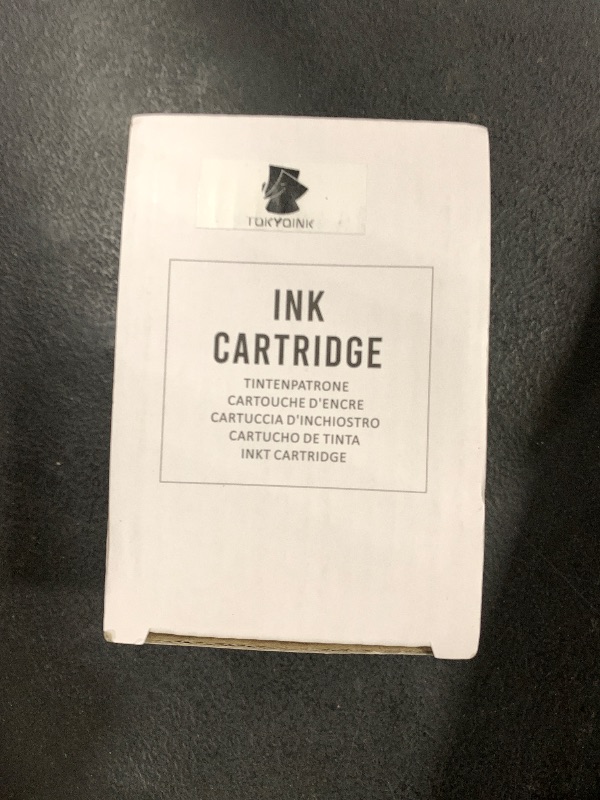 TOKYOINK
INK
CARTRIDGE
TINTENPATRONE
CARTOUCHE D'ENCRE
CARTUCCIA D'INCHIOSTRO
CARTUCHO DE TINTA
INKT CARTRIDGE